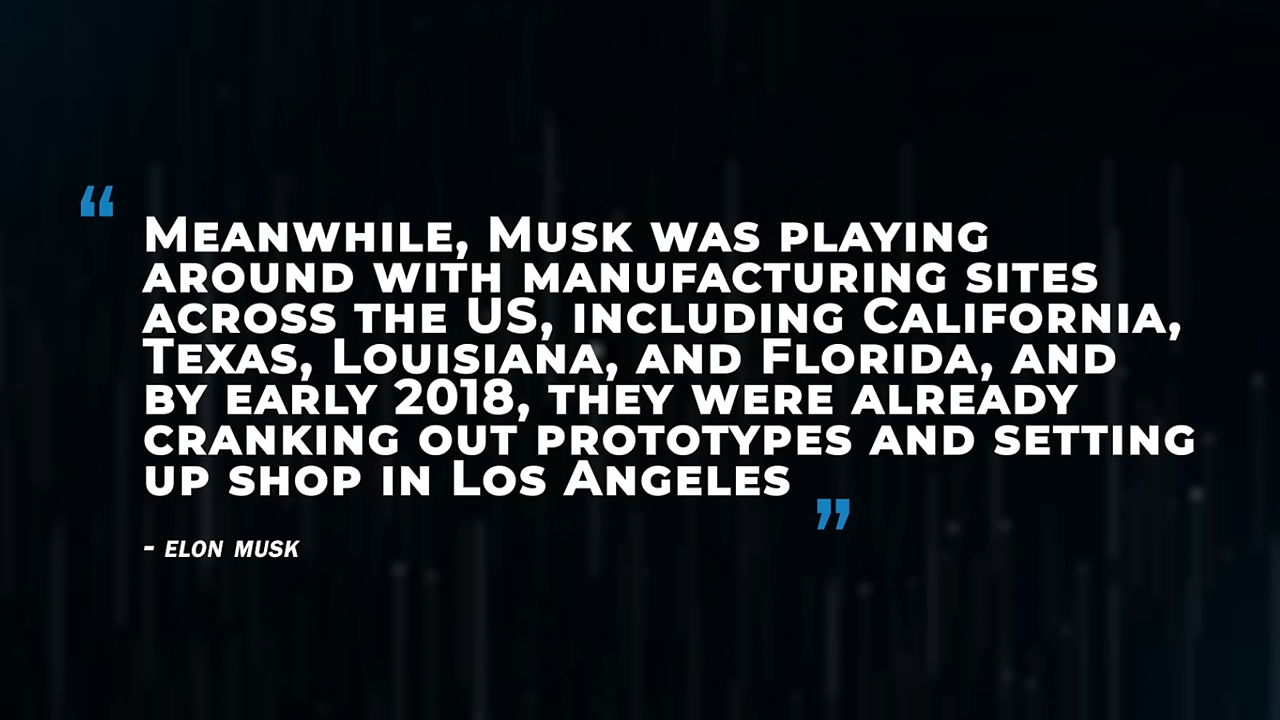 “
Meanwhile, Musk was playing
around with manufacturing sites
across the US, including California,
Texas, Louisiana, and Florida, and
by early 2018, they were already
cranking out prototypes and setting
up shop in Los Angeles
”
- Elon Musk